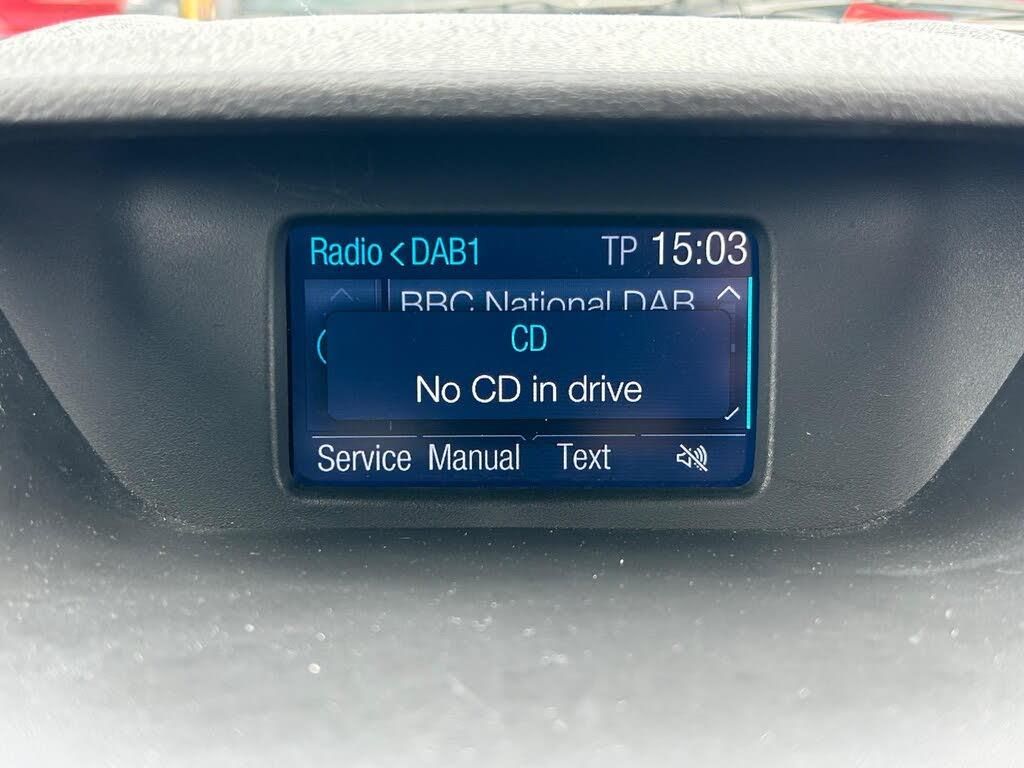 Radio < DAB1 TP 15:03
BBC National DAB
CD
No CD in drive
Service Manual Text